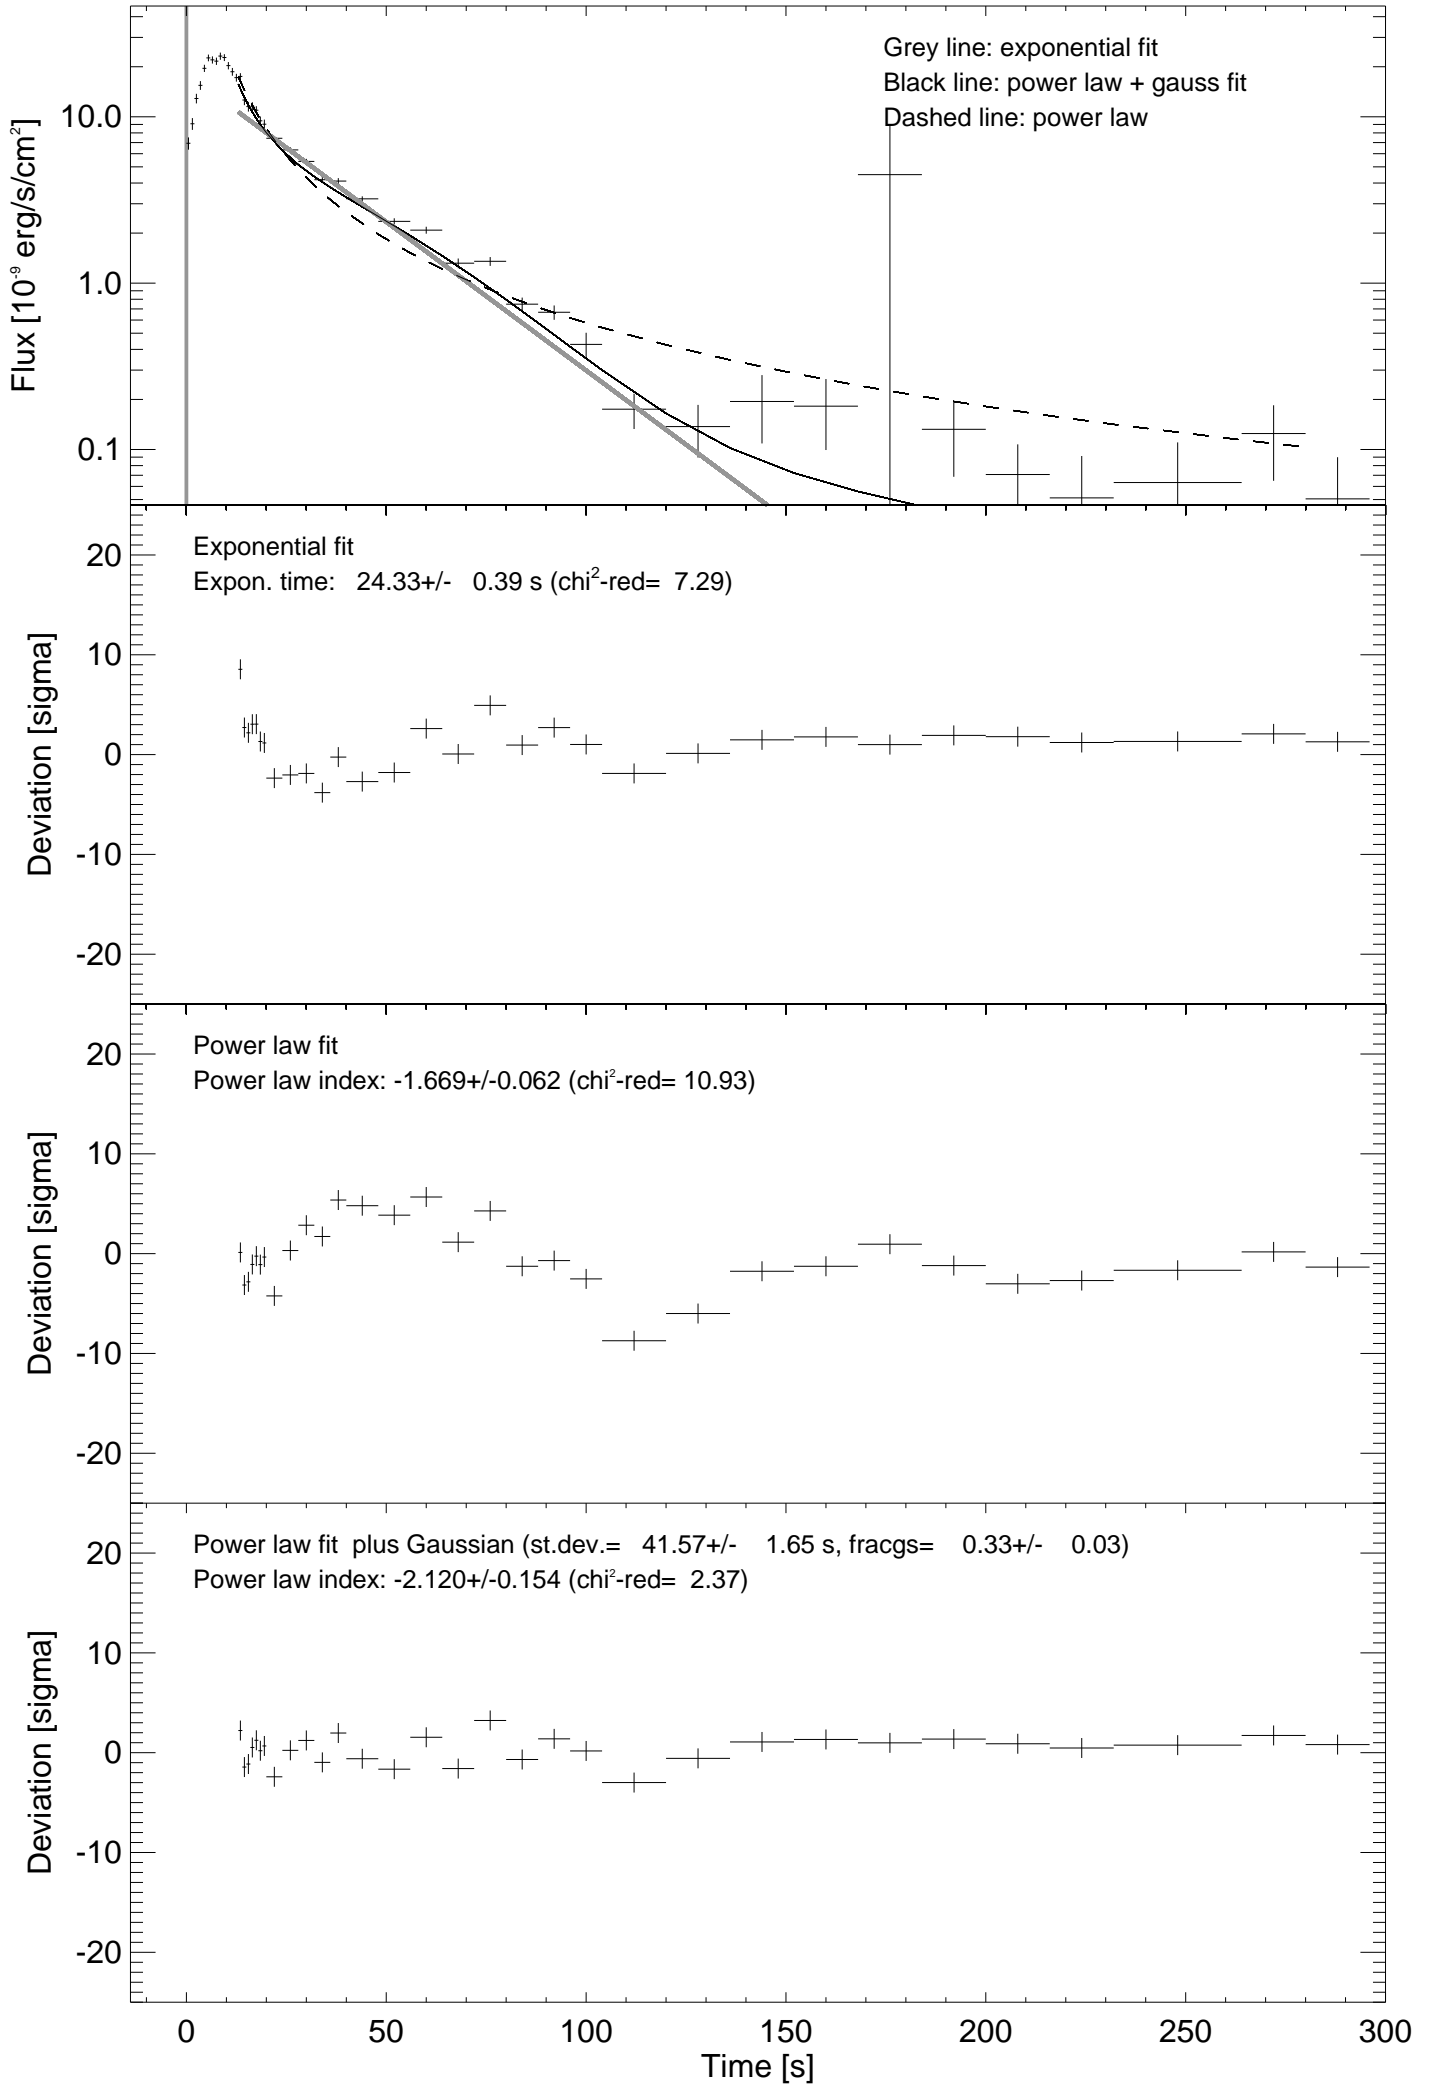 Grey line: exponential fit
Black line: power law + gauss fit
Dashed line: power law
Flux [10⁻⁹ erg/s/cm²]
10.0
1.0
0.1
Exponential fit
Expon. time: 24.33+/- 0.39 s (chi²-red= 7.29)
Deviation [sigma]
20
10
0
-10
-20
Power law fit
Power law index: -1.669+/-0.062 (chi²-red= 10.93)
Deviation [sigma]
20
10
0
-10
-20
Power law fit plus Gaussian (st.dev.= 41.57+/- 1.65 s, fracgs= 0.33+/- 0.03)
Power law index: -2.120+/-0.154 (chi²-red= 2.37)
Deviation [sigma]
20
10
0
-10
-20
0 50 100 150 200 250 300
Time [s]